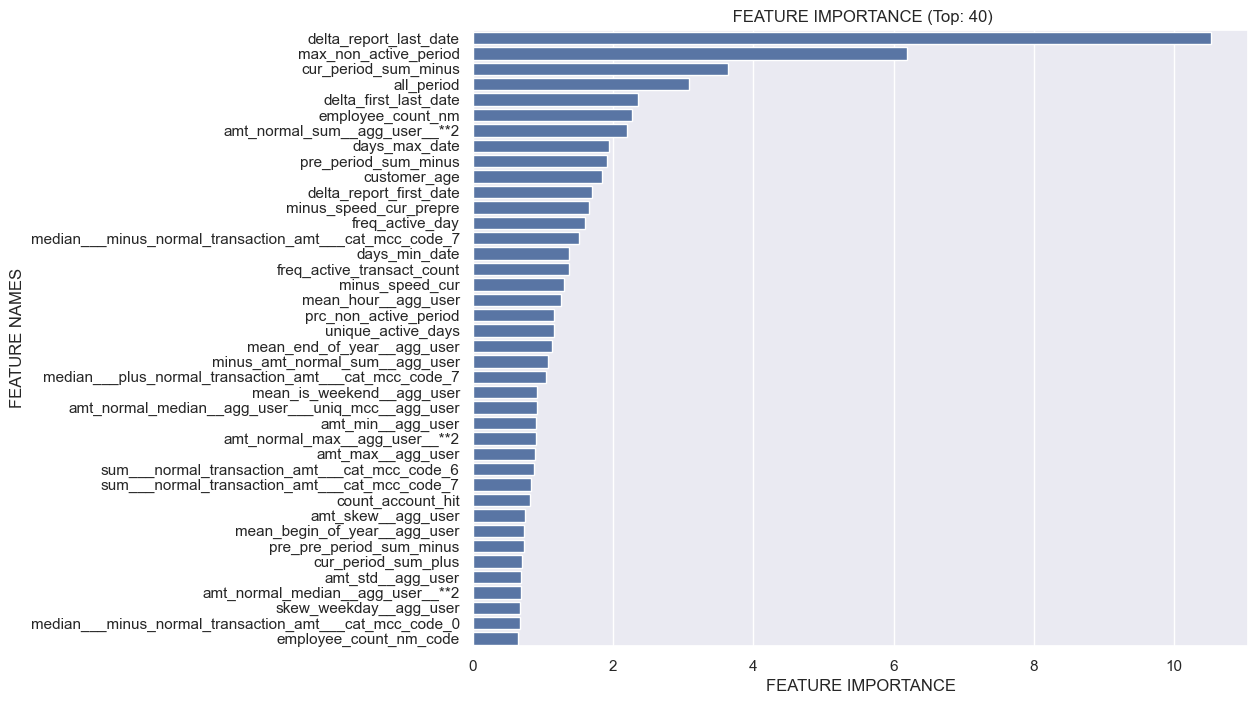 FEATURE IMPORTANCE (Top: 40)
delta_report_last_date
max_non_active_period
cur_period_sum_minus
all_period
delta_first_last_date
employee_count_nm
amt_normal_sum__agg_user__**2
days_max_date
pre_period_sum_minus
customer_age
delta_report_first_date
minus_speed_cur_prepre
freq_active_day
median___minus_normal_transaction_amt___cat_mcc_code_7
days_min_date
freq_active_transact_count
minus_speed_cur
mean_hour__agg_user
prc_non_active_period
unique_active_days
mean_end_of_year__agg_user
minus_amt_normal_sum__agg_user
median___plus_normal_transaction_amt___cat_mcc_code_7
mean_is_weekend__agg_user
amt_normal_median__agg_user___uniq_mcc__agg_user
amt_min__agg_user
amt_normal_max__agg_user__**2
amt_max__agg_user
sum___normal_transaction_amt___cat_mcc_code_6
sum___normal_transaction_amt___cat_mcc_code_7
count_account_hit
amt_skew__agg_user
mean_begin_of_year__agg_user
pre_pre_period_sum_minus
cur_period_sum_plus
amt_std__agg_user
amt_normal_median__agg_user__**2
skew_weekday__agg_user
median___minus_normal_transaction_amt___cat_mcc_code_0
employee_count_nm_code
FEATURE NAMES
0 2 4 6 8 10
FEATURE IMPORTANCE